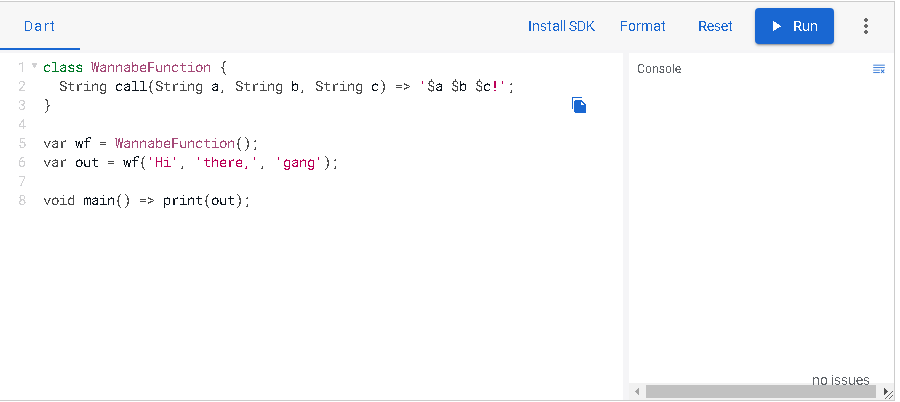 Dart Install SDK Format Reset Run
Console
1 class WannabeFunction {
2 String call(String a, String b, String c) => '$a $b $c!';
3 }
4
5 var wf = WannabeFunction();
6 var out = wf('Hi', 'there,', 'gang');
7
8 void main() => print(out);
no issues